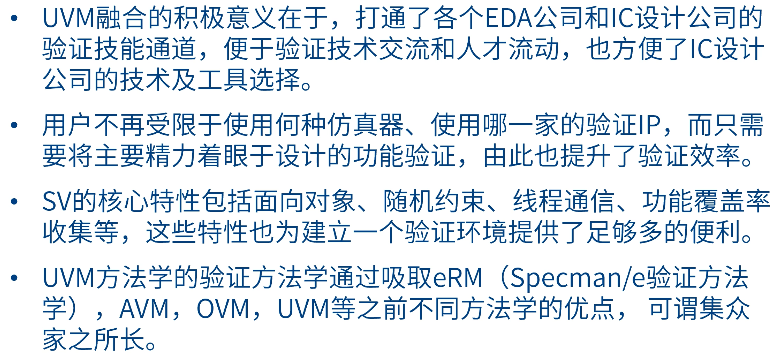 • UVM融合的积极意义在于，打通了各个EDA公司和IC设计公司的
验证技能通道，便于验证技术交流和人才流动，也方便了IC设计
公司的技术及工具选择。
• 用户不再受限于使用何种仿真器、使用哪一家的验证IP，而只需
要将主要精力着眼于设计的功能验证，由此也提升了验证效率。
• SV的核心特性包括面向对象、随机约束、线程通信、功能覆盖率
收集等，这些特性也为建立一个验证环境提供了足够多的便利。
• UVM方法学的验证方法学通过吸取eRM（Specman/e验证方法
学），AVM，OVM，UVM等之前不同方法学的优点， 可谓集众
家之所长。